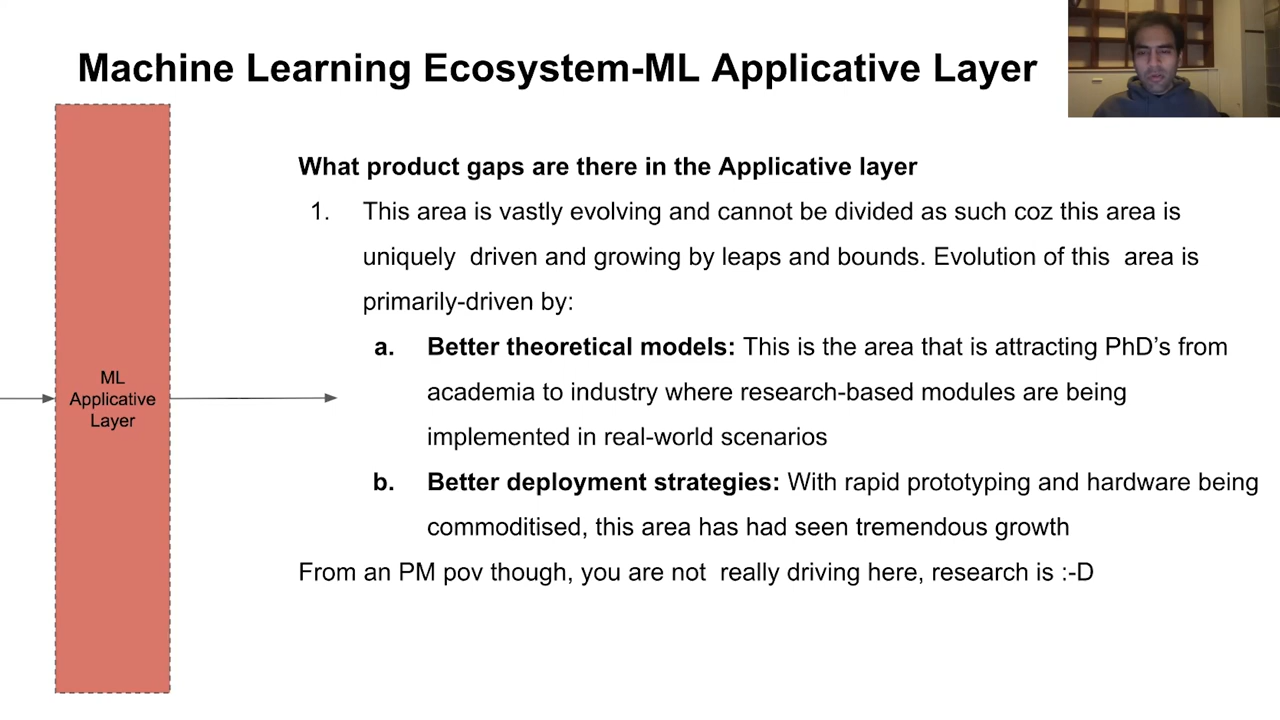 Machine Learning Ecosystem-ML Applicative Layer
What product gaps are there in the Applicative layer
1. This area is vastly evolving and cannot be divided as such coz this area is
uniquely driven and growing by leaps and bounds. Evolution of this area is
primarily-driven by:
a. Better theoretical models: This is the area that is attracting PhD's from
academia to industry where research-based modules are being
implemented in real-world scenarios
b. Better deployment strategies: With rapid prototyping and hardware being
commoditised, this area has had seen tremendous growth
From an PM pov though, you are not really driving here, research is :-D
ML
Applicative
Layer